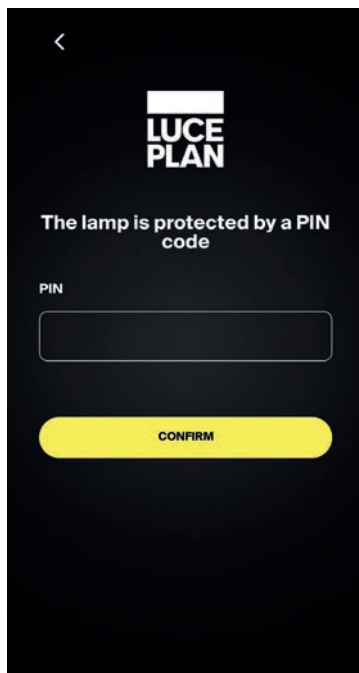 LUCE
PLAN
The lamp is protected by a PIN
code
PIN
CONFIRM